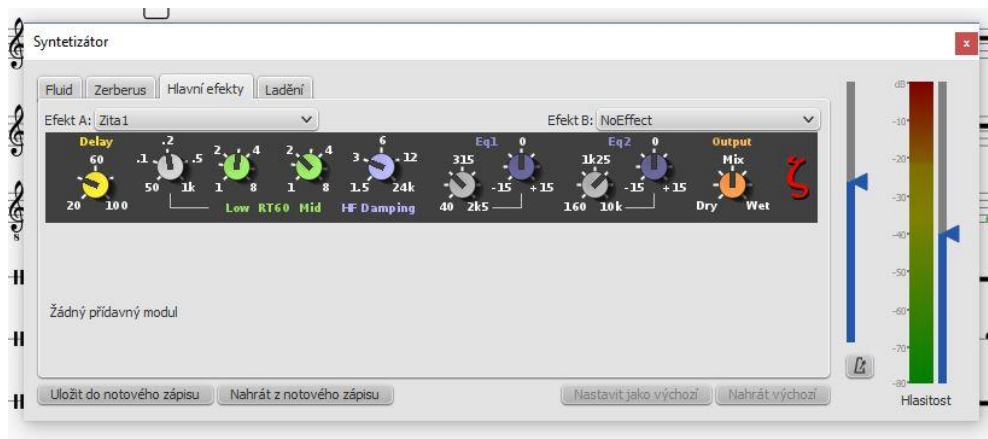 Syntetizátor
x
Fluid Zerberus Hlavní efekty Ladění
Efekt A: Zita1 Efekt B: NoEffect
Delay .2 6 Eq1 0 Eq2 0 Output
60 .1 .5 2 4 2 4 3 12 315 1k25 Mix
50 1k 1 8 1 8 1.5 24k -15 +15 -15 +15
20 100 Low RT60 Mid HF Damping 40 2k5 160 10k Dry Wet
ζ
Žádný přídavný modul
Uložit do notového zápisu Nahrát z notového zápisu Nastavit jako výchozí Nahrát výchozí
dB
-10
-20
-30
-40
-50
-60
-70
-80
Hlasitost
8